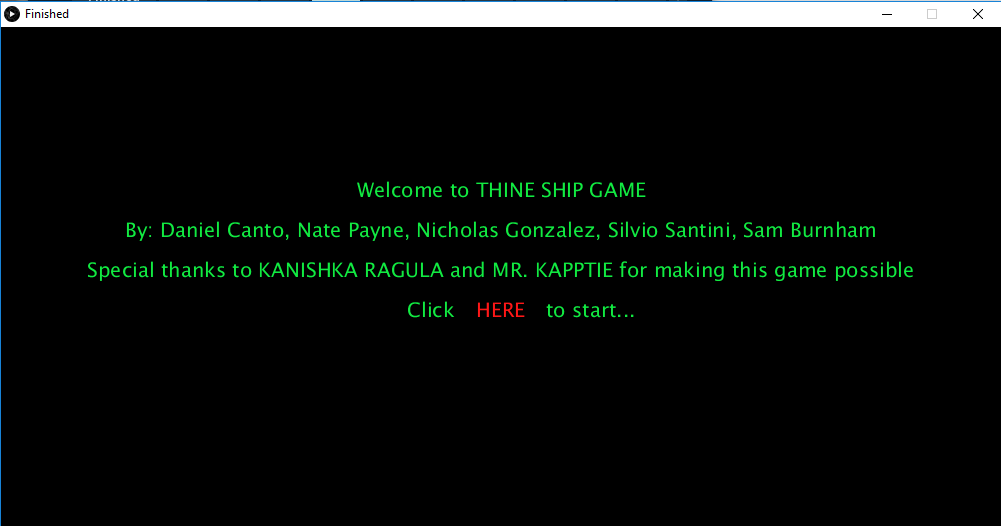 Finished
Welcome to THINE SHIP GAME
By: Daniel Canto, Nate Payne, Nicholas Gonzalez, Silvio Santini, Sam Burnham
Special thanks to KANISHKA RAGULA and MR. KAPPTIE for making this game possible
Click HERE to start...